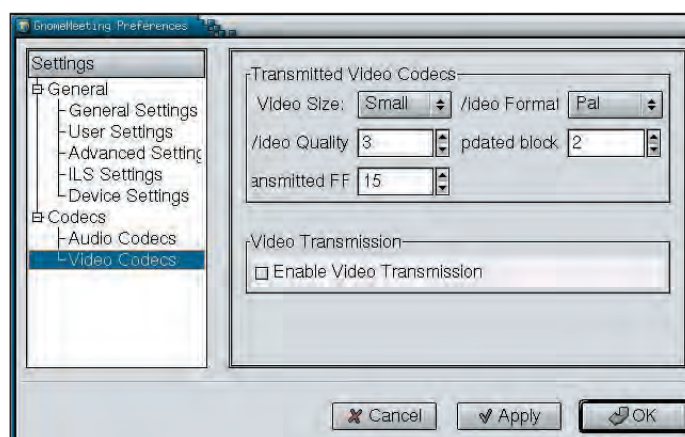 GnomeMeeting Preferences
Settings
General
General Settings
User Settings
Advanced Setting
ILS Settings
Device Settings
Codecs
Audio Codecs
Video Codecs
Transmitted Video Codecs
Video Size: Small /ideo Format Pal
/ideo Quality 3 pdated block 2
ansmitted FF 15
Video Transmission
Enable Video Transmission
Cancel Apply OK